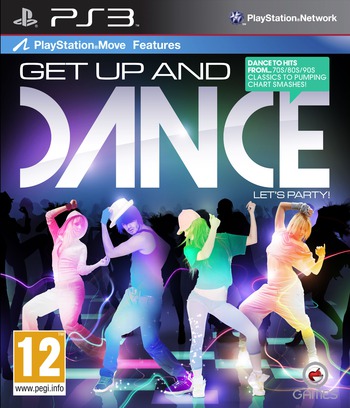 PS3
PlayStation®Network
PlayStation®Move Features
GET UP AND
DANCE TO HITS
FROM... 70S/80S/90S
CLASSICS TO PUMPING
CHART SMASHES!
DANCE
LET'S PARTY!
12
www.pegi.info
GAMES